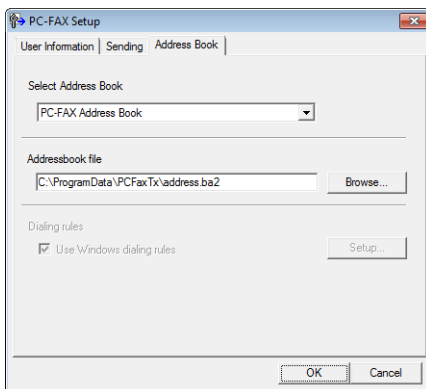 PC-FAX Setup
User Information
Sending
Address Book
Select Address Book
PC-FAX Address Book
Addressbook file
C:\ProgramData\PCFaxTx\address.ba2
Browse...
Dialing rules
Use Windows dialing rules
Setup...
OK
Cancel